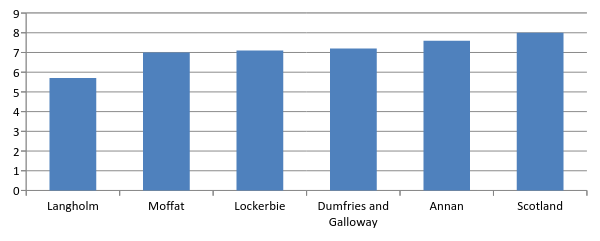 9
8
7
6
5
4
3
2
1
0
Langholm
Moffat
Lockerbie
Dumfries and
Galloway
Annan
Scotland